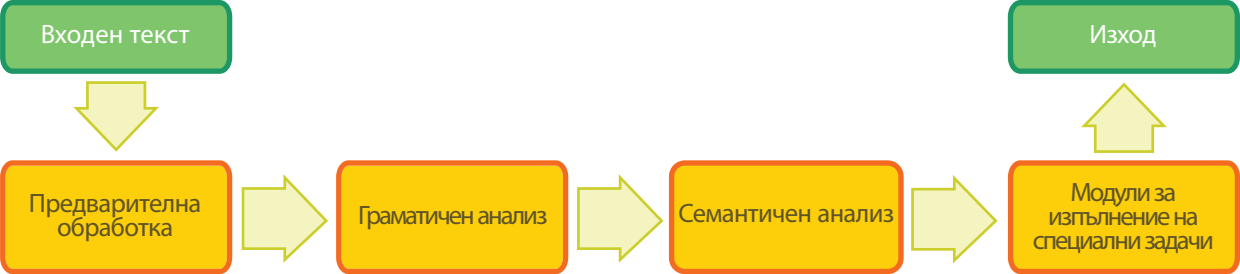 Входен текст
Изход
Предварителна
обработка
Граматичен анализ
Семантичен анализ
Модули за
изпълнение на
специални задачи